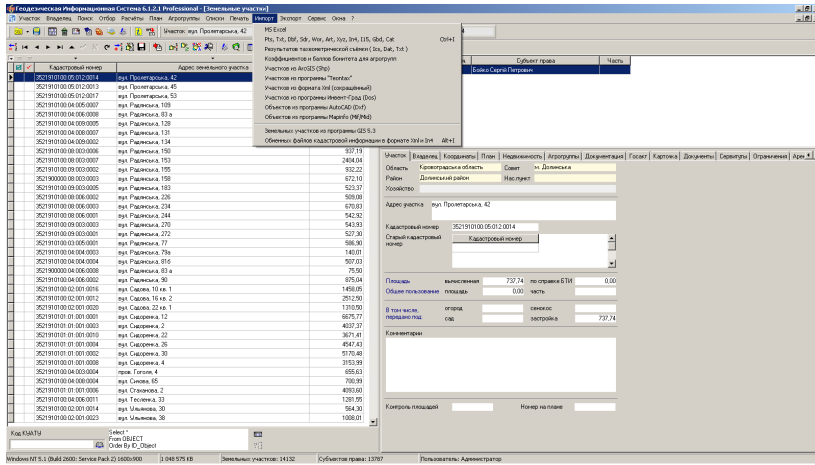 Геодезическая Информационная Система 6.1.2.1 Professional - [Земельные участки]
Участок Владелец Поиск Отбор Расчёты План Агрогруппы Списки Печать Импорт Экспорт Сервис Окна ?
Участок вул. Пролетарська, 42
MS Excel
Pts, Txt, Dbf, Sdr, Wor, Art, Xyz, In4, I15, Gbd, Cat Ctrl+I
Результатов тахеометрической съёмки ( Ics, Dat, Txt )
Коэффициентов и баллов бонитета для агрогупп
Участков из ArcGIS (Shp)
Участков из программы "Teontax"
Участков из формата Xml (сокращённый)
Участков из программы Инвент-Град (Dos)
Объектов из программы AutoCAD (Dxf)
Объектов из программы Mapinfo (Mif/Mid)
Земельных участков из программы GIS 5.3
Обменных файлов кадастровой информации в формате Xml и In4 Alt+I
Субъект права Часть
Бойко Сергій Петрович
Кадастровый номер Адрес земельного участка
3521910100:05:012:0014 вул. Пролетарська, 42
3521910100:05:012:0013 вул. Пролетарська, 45
3521910100:05:012:0017 вул. Пролетарська, 53
3521910100:04:005:0007 вул. Радянська, 109
3521910100:04:006:0008 вул. Радянська, 83 а
3521910100:04:009:0004 вул. Радянська, 128
3521910100:04:008:0007 вул. Радянська, 131
3521910100:04:009:0002 вул. Радянська, 134
3521910100:08:003:0006 вул. Радянська, 150 937,19
3521910100:08:003:0007 вул. Радянська, 153 2404,04
3521910100:09:003:0002 вул. Радянська, 155 932,22
3521900000:08:003:0003 вул. Радянська, 158 672,10
3521910100:09:003:0005 вул. Радянська, 183 523,37
3521910100:08:006:0002 вул. Радянська, 226 509,08
3521910100:08:006:0003 вул. Радянська, 234 670,83
3521910100:08:006:0001 вул. Радянська, 244 542,92
3521910100:09:003:0003 вул. Радянська, 270 543,93
3521910100:09:003:0001 вул. Радянська, 272 527,30
3521910100:03:005:0001 вул. Радянська, 77 586,90
3521910100:04:004:0003 вул. Радянська, 79а 140,01
3521910100:04:004:0004 вул. Радянська, 81б 507,03
3521900000:04:006:0008 вул. Радянська, 83 а 75,50
3521910100:04:006:0002 вул. Радянська, 90 875,04
3521910100:02:001:0016 вул. Садова, 10 кв. 1 1458,05
3521910100:02:001:0012 вул. Садова, 16 кв. 2 2512,50
3521910100:02:001:0020 вул. Садова, 22 кв. 1 1310,50
3521910101:01:001:0001 вул. Сидоренка, 12 6675,77
3521910101:01:001:0003 вул. Сидоренка, 2 4037,37
3521910101:01:001:0010 вул. Сидоренка, 22 3671,41
3521910101:01:001:0004 вул. Сидоренка, 26 4547,43
3521910101:01:001:0002 вул. Сидоренка, 30 5170,48
3521910100:01:001:0008 вул. Сидоренка, 4 3153,99
3521910100:04:003:0004 пров. Гоголя, 4 655,63
3521910100:04:008:0004 вул. Сікова, 65 700,99
3521910101:01:001:0006 вул. Стаханова, 2 4093,60
3521910100:04:006:0011 вул. Тесленка, 33 1281,55
3521910100:02:001:0014 вул. Ульянова, 30 564,30
3521910100:02:001:0023 вул. Ульянова, 38 1008,01
Участок Владелец Координаты План Недвижимость Агрогруппы Документация Госакт Карточка Документы Сервитуты Ограничения Арен
Область Кіровоградська область Совет м. Долинська
Район Долинський район Нас.пункт
Хозяйство
Адрес участка вул. Пролетарська, 42
Кадастровый номер 3521910100:05:012:0014
Старый кадастровый номер Кадастровый номер
Площадь вычисленная 737,74 по справке БТИ 0,00
Общее пользование площадь 0,00 часть
В том числе, передано под: огород сенокос
сад застройка 737,74
Комментарии
Контроль площадей Номер на плане
Код КУАТУ
Select *
From OBJECT
Order By ID_Object
Windows NT 5.1 (Build 2600: Service Pack 2) 1600x900 1 048 575 KB Земельных участков: 14132 Субъектов права: 13787 Пользователь: Администратор